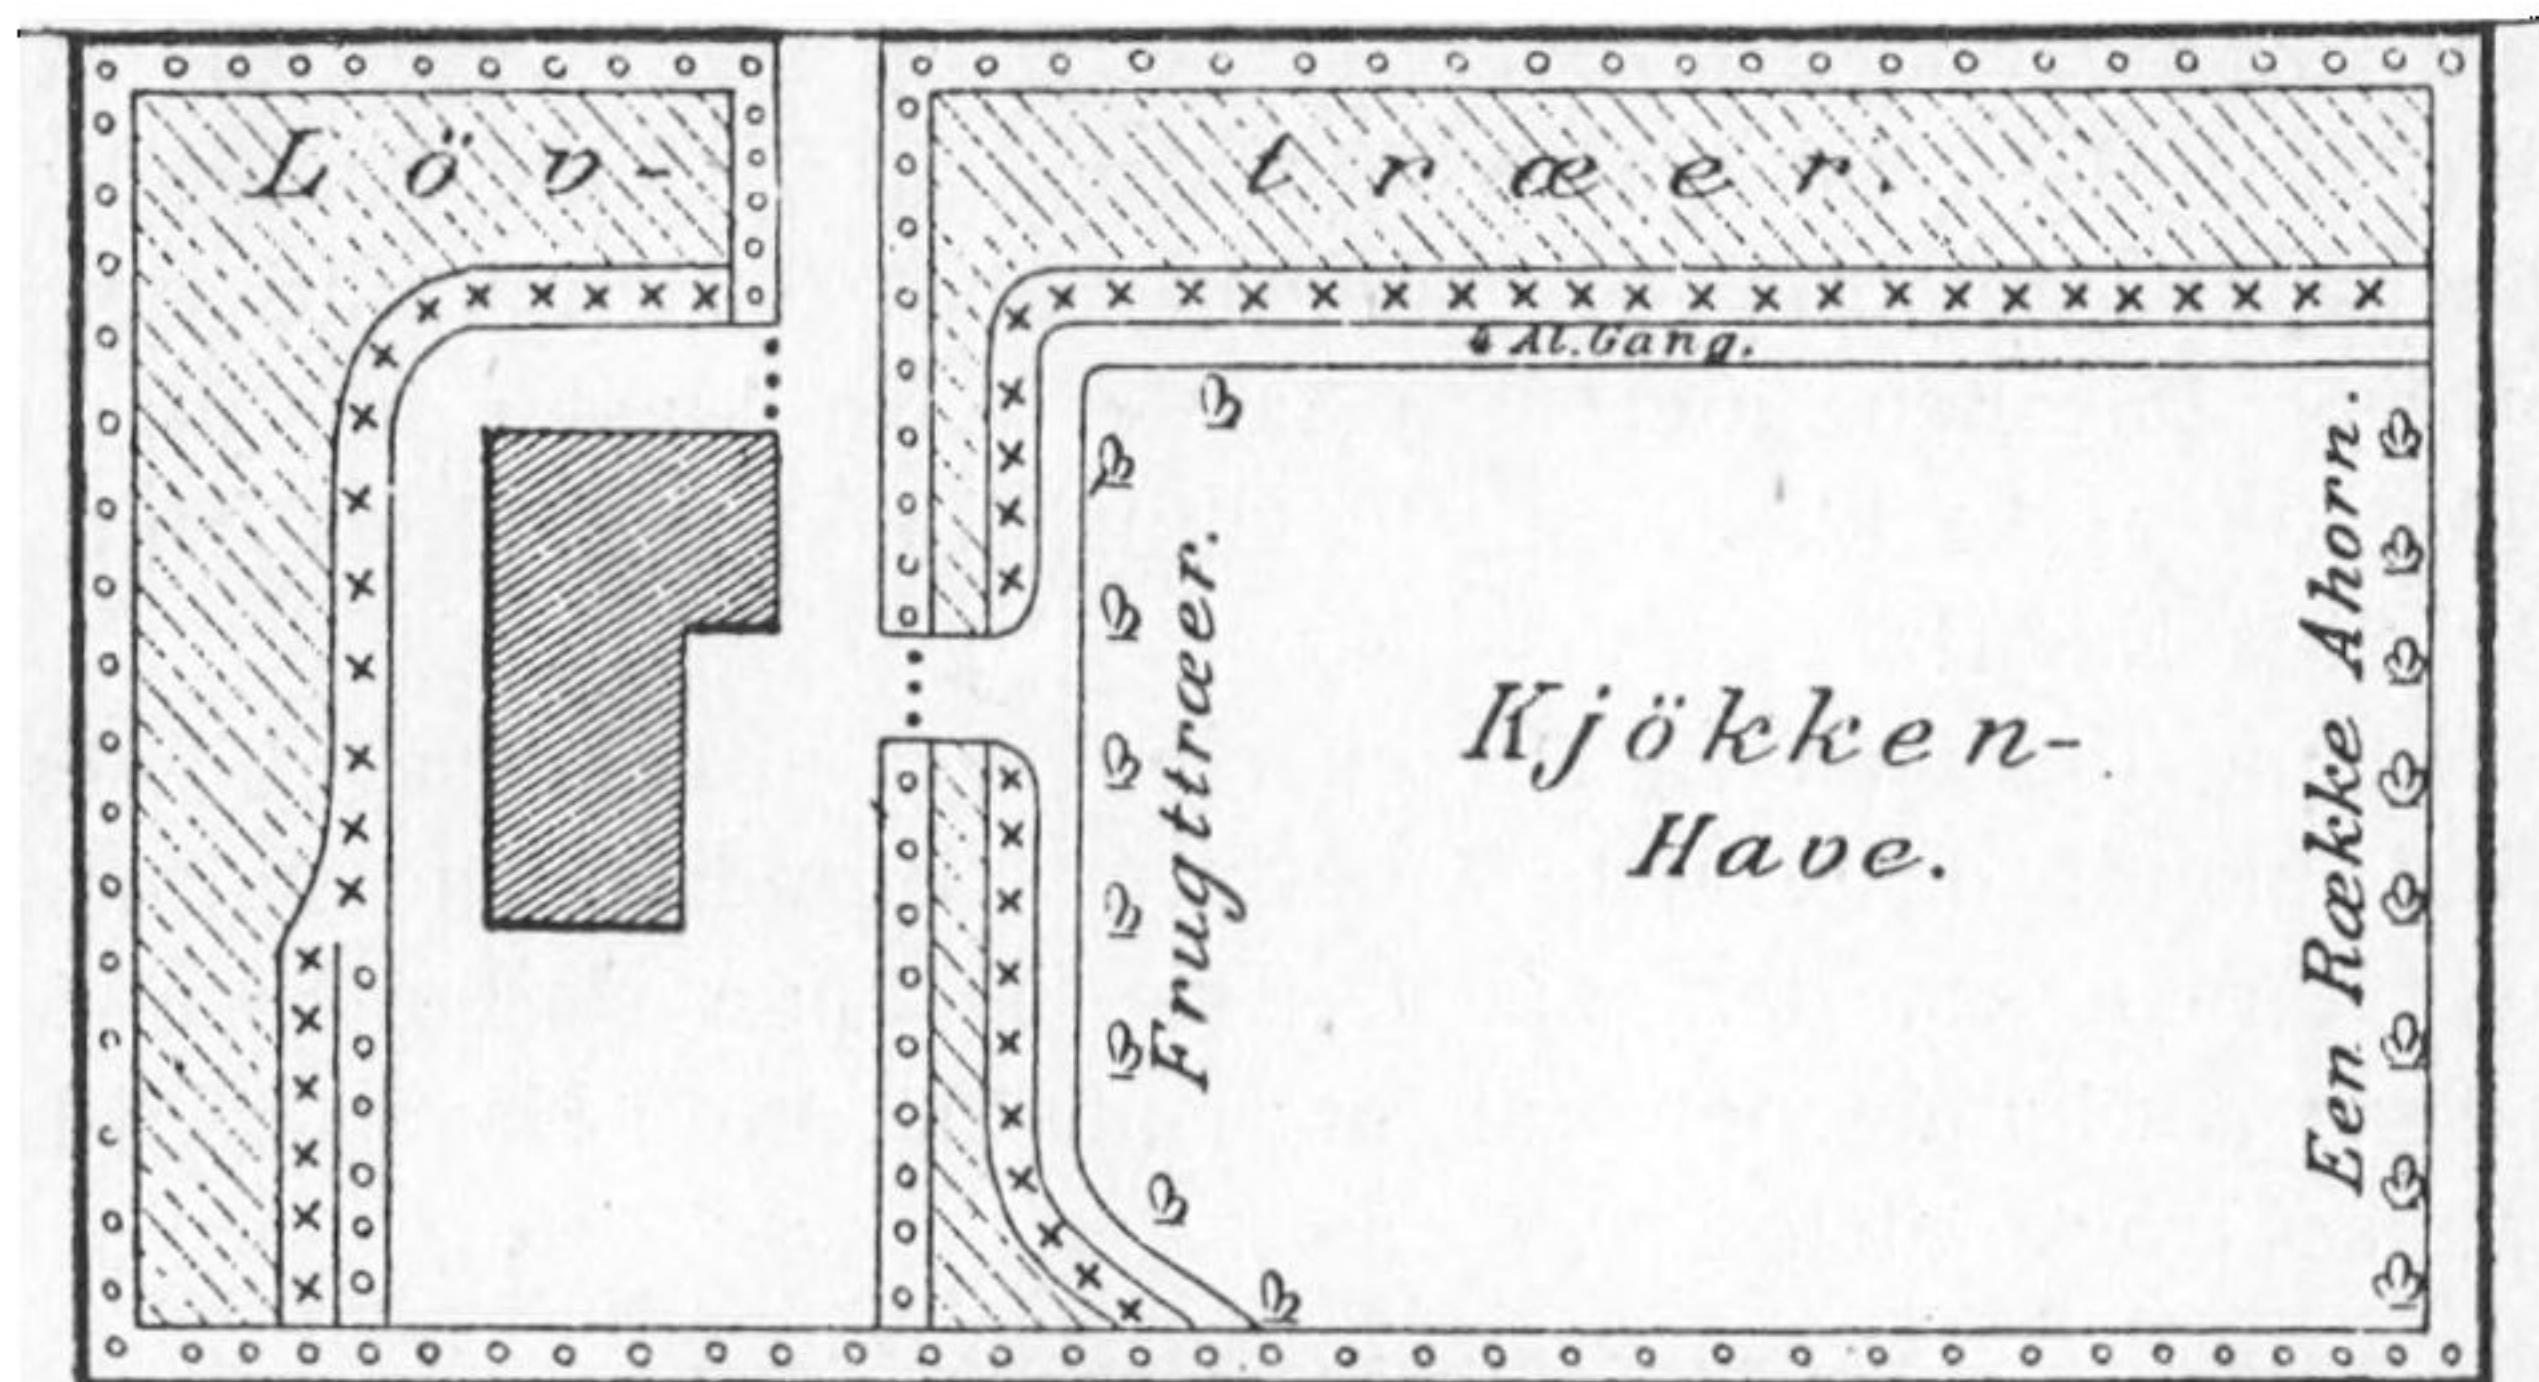 Löv-
træer.
4 Al. Gang.
Frugttræer.
Kjökken-
Have.
Een Række Ahorn.